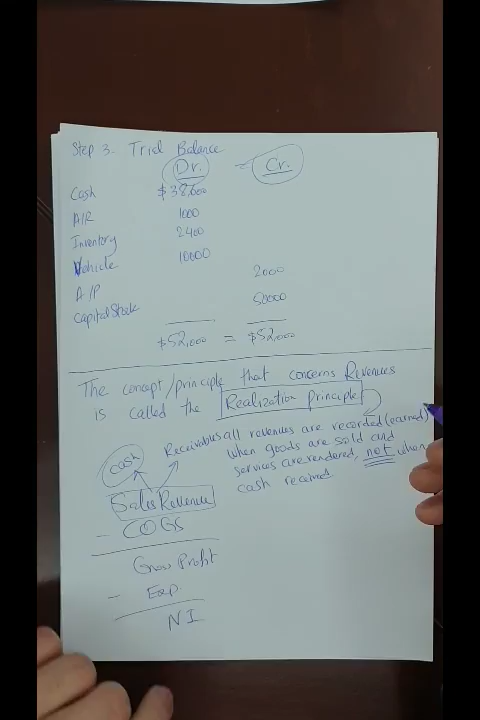 Step 3. Trial Balance
Dr. = Cr.
Cash $38,600
A/R 1000
Inventory 2400
Vehicle 10000
A/P 2000
Capital Stock 50000
$52,000 = $52,000
The concept/principle that concerns Revenues
is called the Realization principle
cash Receivables all revenues are recorded (earned)
when goods are sold and
services are rendered, not when
cash received
Sales Revenue
- COGS
Gross Profit
- Exp.
NI